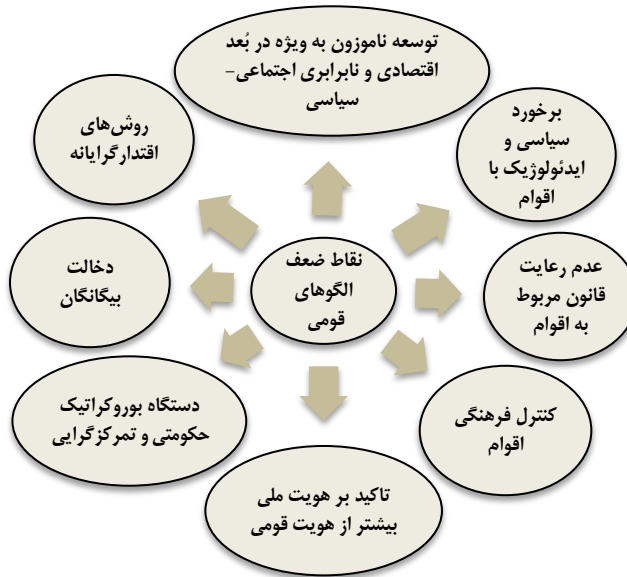 توسعه ناموزون به ویژه در بُعد
اقتصادی و نابرابری اجتماعی-
سیاسی
برخورد
سیاسی و
ایدئولوژیک با
اقوام
عدم رعایت
قانون مربوط
به اقوام
کنترل فرهنگی
اقوام
تاکید بر هویت ملی
بیشتر از هویت قومی
دستگاه بوروکراتیک
حکومتی و تمرکزگرایی
دخالت
بیگانگان
روش‌های
اقتدارگرایانه
نقاط ضعف
الگوهای
قومی